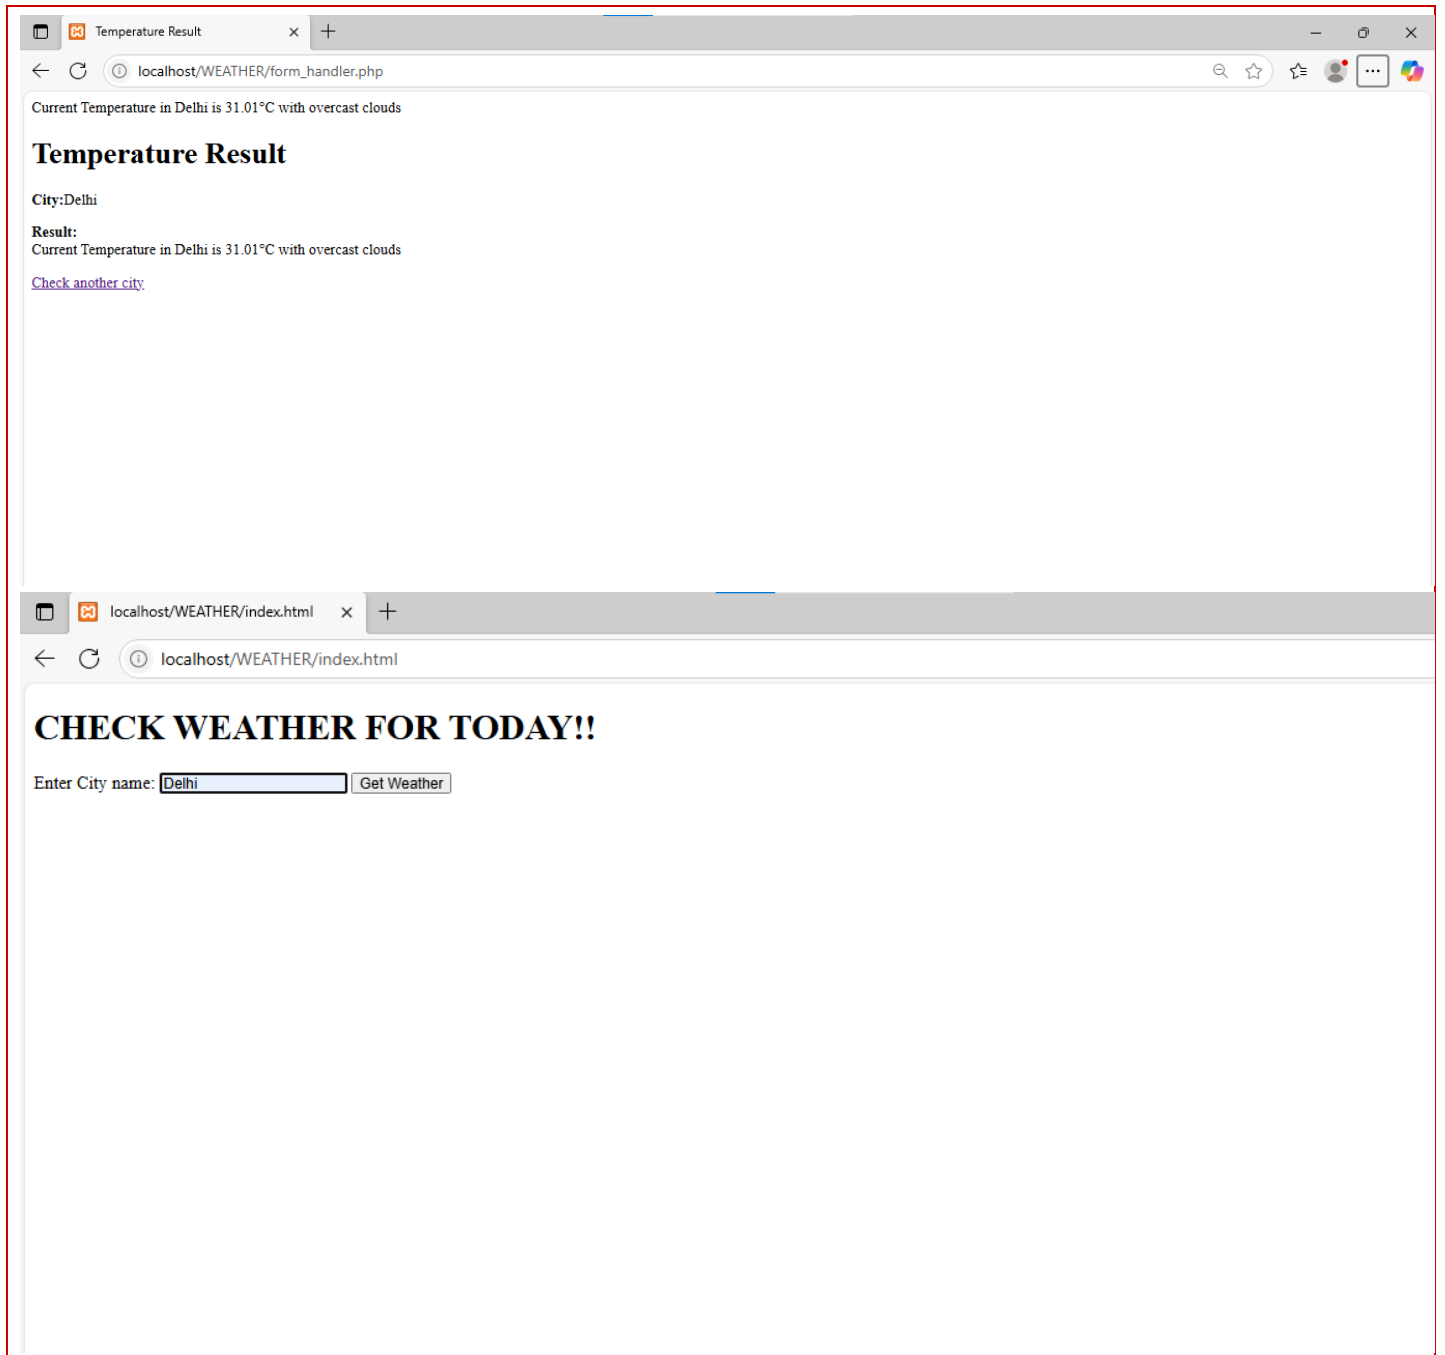 Temperature Result
localhost/WEATHER/form_handler.php
Current Temperature in Delhi is 31.01°C with overcast clouds
Temperature Result
City:Delhi
Result:
Current Temperature in Delhi is 31.01°C with overcast clouds
Check another city
localhost/WEATHER/index.html
localhost/WEATHER/index.html
CHECK WEATHER FOR TODAY!!
Enter City name: Delhi Get Weather